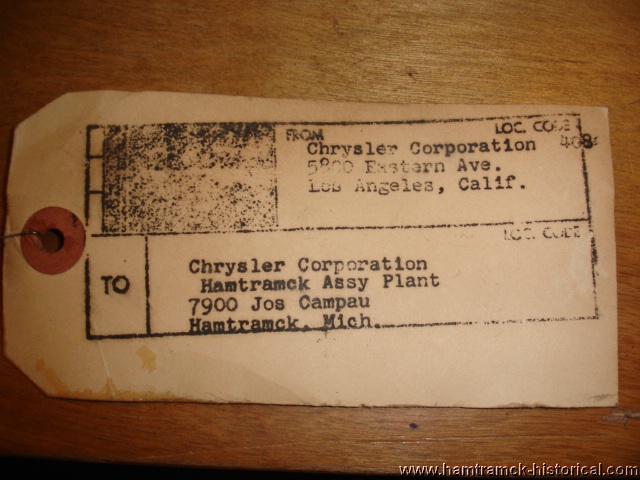 FROM
LOC. CODE
Chrysler Corporation 408
5800 Eastern Ave.
Los Angeles, Calif.
LOC. CODE
TO
Chrysler Corporation
Hamtramck Assy Plant
7900 Jos Campau
Hamtramck, Mich.
www.hamtramck-historical.com